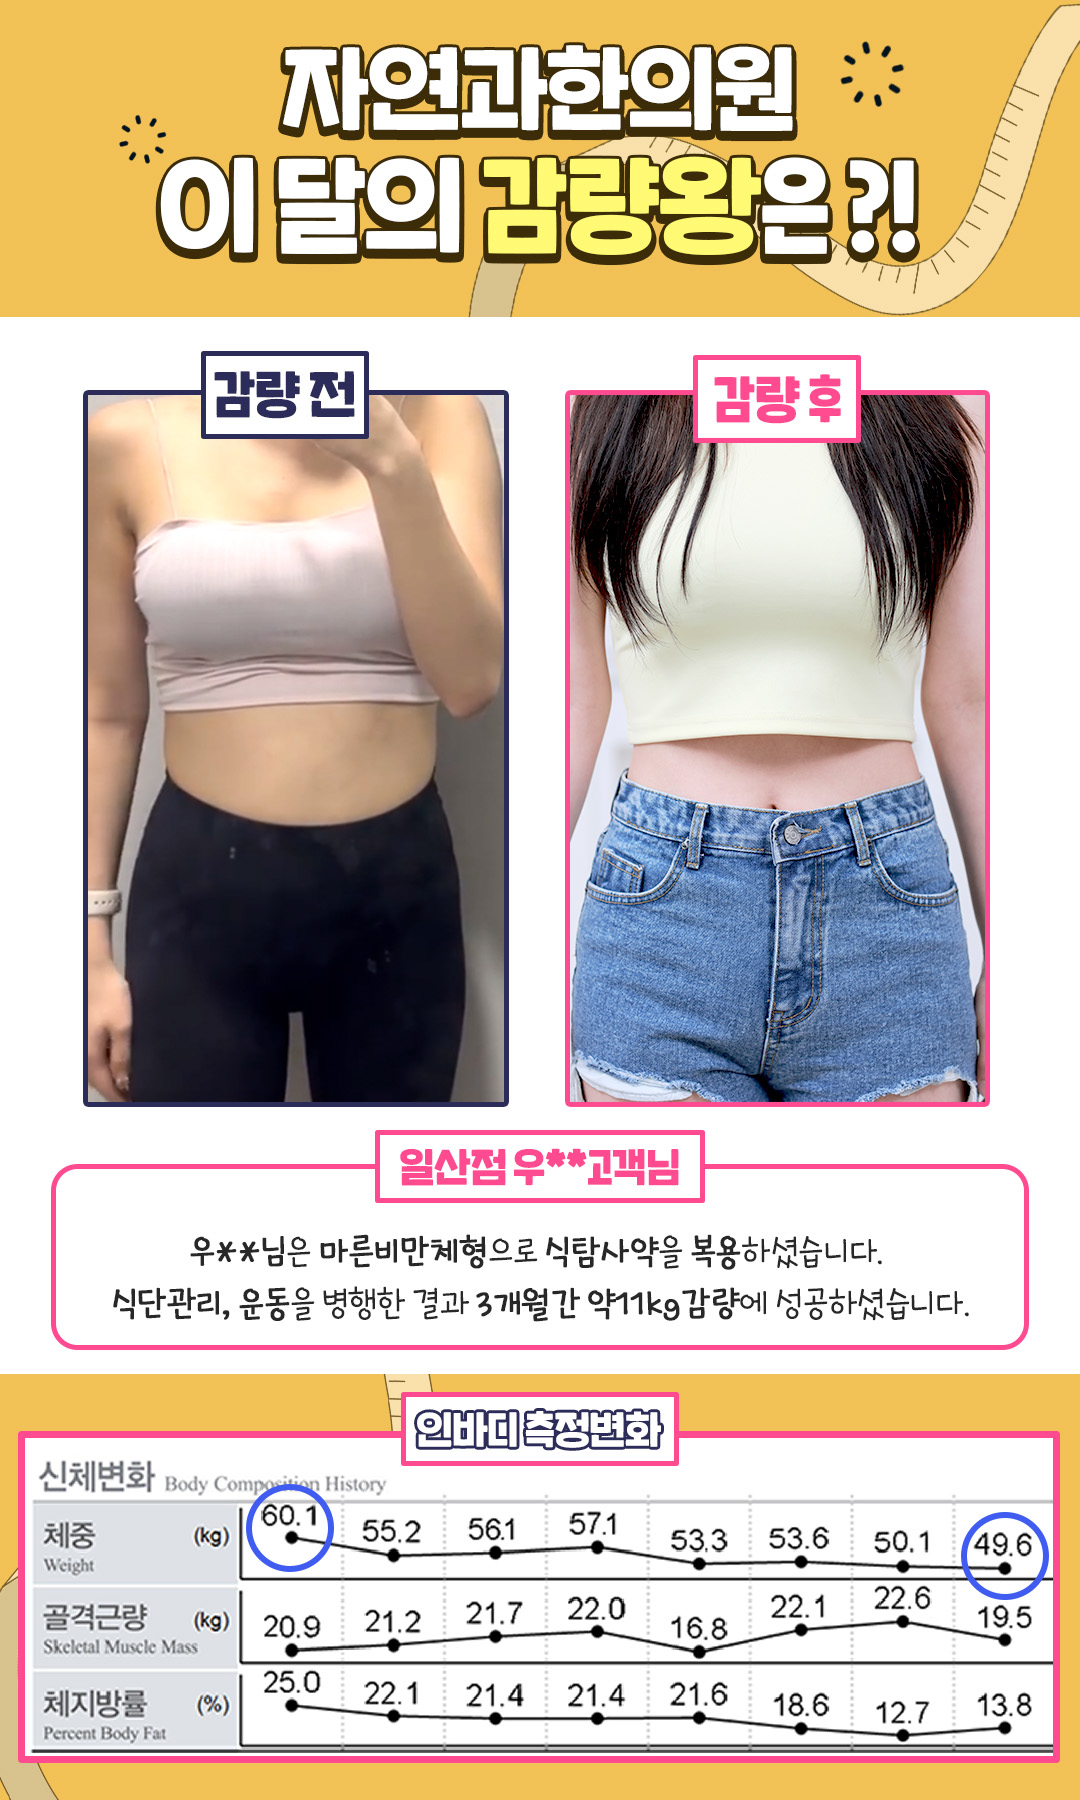 자연과한의원
이 달의 감량왕은?!
감량 전
감량 후
일산점 우**고객님
우**님은 마른비만체형으로 식탐사약을 복용하셨습니다.
식단관리, 운동을 병행한 결과 3개월간 약11kg감량에 성공하셨습니다.
인바디 측정변화
신체변화 Body Composition History
체중 (kg) 60.1 55.2 56.1 57.1 53.3 53.6 50.1 49.6
Weight
골격근량 (kg) 20.9 21.2 21.7 22.0 16.8 22.1 22.6 19.5
Skeletal Muscle Mass
체지방률 (%) 25.0 22.1 21.4 21.4 21.6 18.6 12.7 13.8
Percent Body Fat